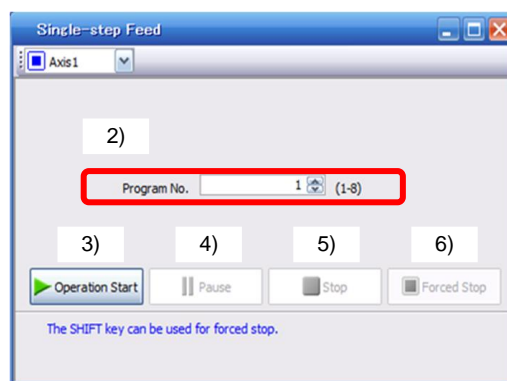 Single-step Feed
Axis1
2)
Program No. 1 (1-8)
3) 4) 5) 6)
Operation Start Pause Stop Forced Stop
The SHIFT key can be used for forced stop.